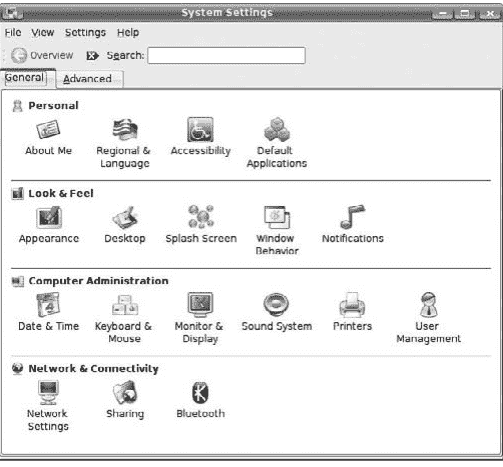 System Settings
File View Settings Help
Overview Search:
General Advanced
Personal
About Me Regional & Language Accessibility Default Applications
Look & Feel
Appearance Desktop Splash Screen Window Behavior Notifications
Computer Administration
Date & Time Keyboard & Mouse Monitor & Display Sound System Printers User Management
Network & Connectivity
Network Settings Sharing Bluetooth